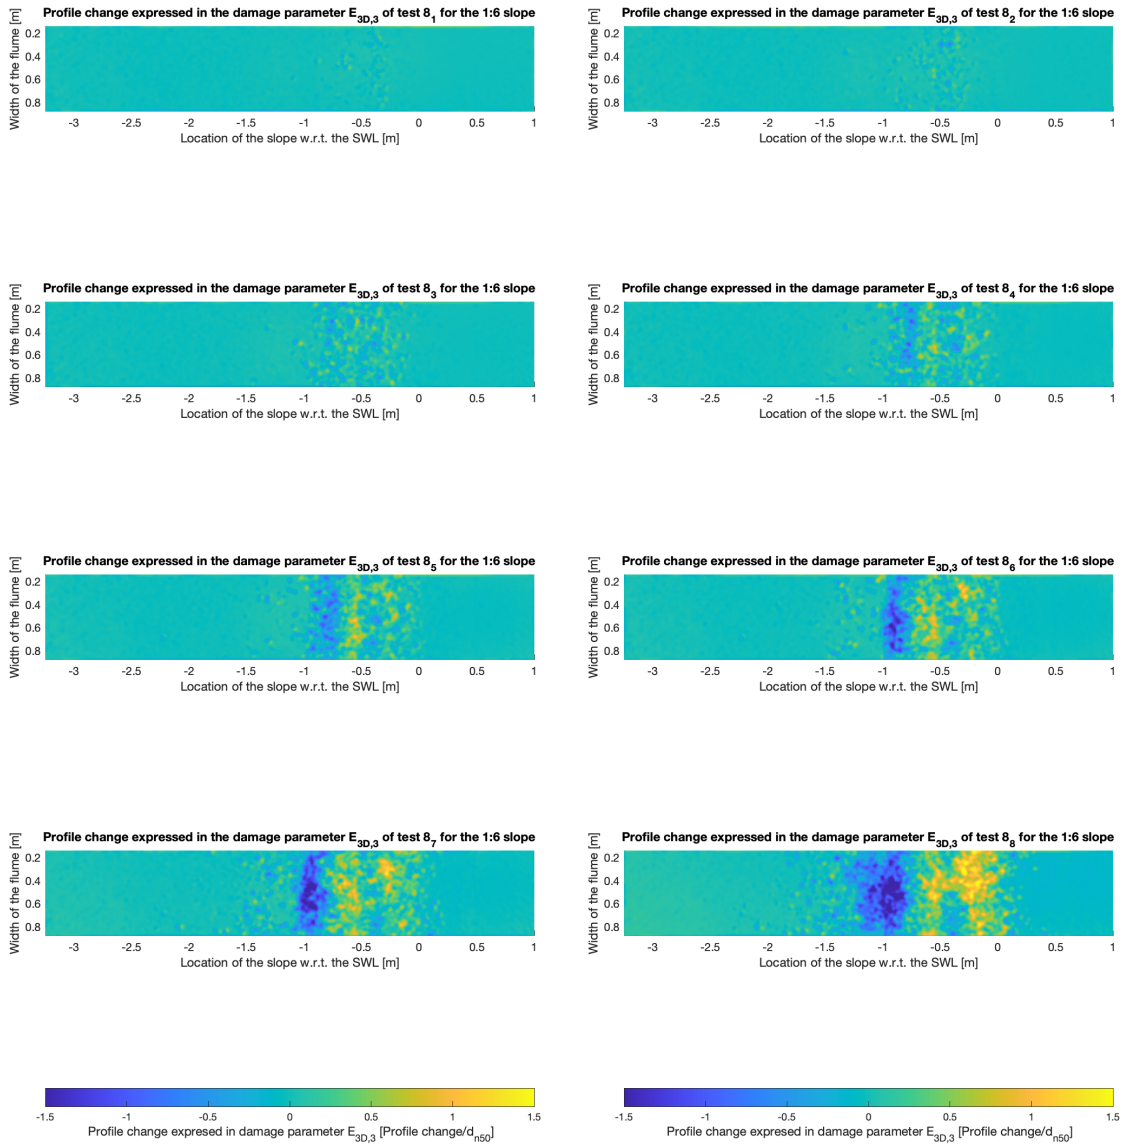 Profile change expressed in the damage parameter E3D,3 of test 81 for the 1:6 slope
Width of the flume [m]
0.2
0.4
0.6
0.8
-3 -2.5 -2 -1.5 -1 -0.5 0 0.5 1
Location of the slope w.r.t. the SWL [m]
Profile change expressed in the damage parameter E3D,3 of test 82 for the 1:6 slope
Width of the flume [m]
0.2
0.4
0.6
0.8
-3 -2.5 -2 -1.5 -1 -0.5 0 0.5 1
Location of the slope w.r.t. the SWL [m]
Profile change expressed in the damage parameter E3D,3 of test 83 for the 1:6 slope
Width of the flume [m]
0.2
0.4
0.6
0.8
-3 -2.5 -2 -1.5 -1 -0.5 0 0.5 1
Location of the slope w.r.t. the SWL [m]
Profile change expressed in the damage parameter E3D,3 of test 84 for the 1:6 slope
Width of the flume [m]
0.2
0.4
0.6
0.8
-3 -2.5 -2 -1.5 -1 -0.5 0 0.5 1
Location of the slope w.r.t. the SWL [m]
Profile change expressed in the damage parameter E3D,3 of test 85 for the 1:6 slope
Width of the flume [m]
0.2
0.4
0.6
0.8
-3 -2.5 -2 -1.5 -1 -0.5 0 0.5 1
Location of the slope w.r.t. the SWL [m]
Profile change expressed in the damage parameter E3D,3 of test 86 for the 1:6 slope
Width of the flume [m]
0.2
0.4
0.6
0.8
-3 -2.5 -2 -1.5 -1 -0.5 0 0.5 1
Location of the slope w.r.t. the SWL [m]
Profile change expressed in the damage parameter E3D,3 of test 87 for the 1:6 slope
Width of the flume [m]
0.2
0.4
0.6
0.8
-3 -2.5 -2 -1.5 -1 -0.5 0 0.5 1
Location of the slope w.r.t. the SWL [m]
Profile change expressed in the damage parameter E3D,3 of test 88 for the 1:6 slope
Width of the flume [m]
0.2
0.4
0.6
0.8
-3 -2.5 -2 -1.5 -1 -0.5 0 0.5 1
Location of the slope w.r.t. the SWL [m]
-1.5 -1 -0.5 0 0.5 1 1.5
Profile change expresed in damage parameter E3D,3 [Profile change/dn50]
-1.5 -1 -0.5 0 0.5 1 1.5
Profile change expresed in damage parameter E3D,3 [Profile change/dn50]